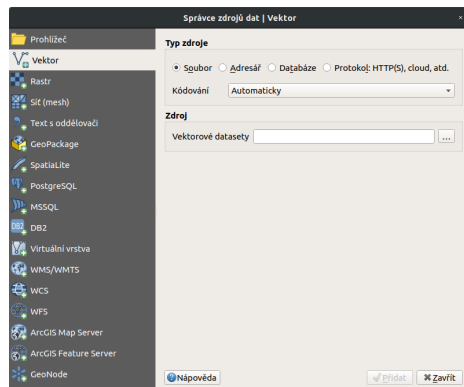 Správce zdrojů dat | Vektor
Prohlížeč
Vektor
Rastr
Síť (mesh)
Text s oddělovači
GeoPackage
SpatiaLite
PostgreSQL
MSSQL
DB2
Virtuální vrstva
WMS/WMTS
WCS
WFS
ArcGIS Map Server
ArcGIS Feature Server
GeoNode
Typ zdroje
Soubor Adresář Databáze Protokol: HTTP(S), cloud, atd.
Kódování Automaticky
Zdroj
Vektorové datasety ...
Nápověda Přidat Zavřít